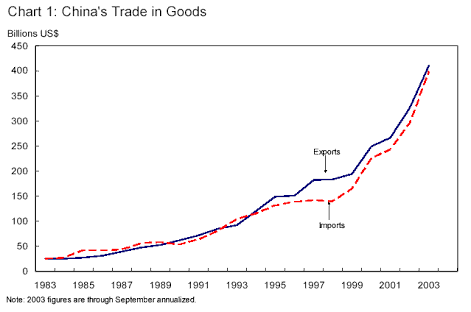 Chart 1: China's Trade in Goods
Billions US$
450
400
350
300
250
200
150
100
50
0
Exports
Imports
1983 1985 1987 1989 1991 1993 1995 1997 1999 2001 2003
Note: 2003 figures are through September annualized.